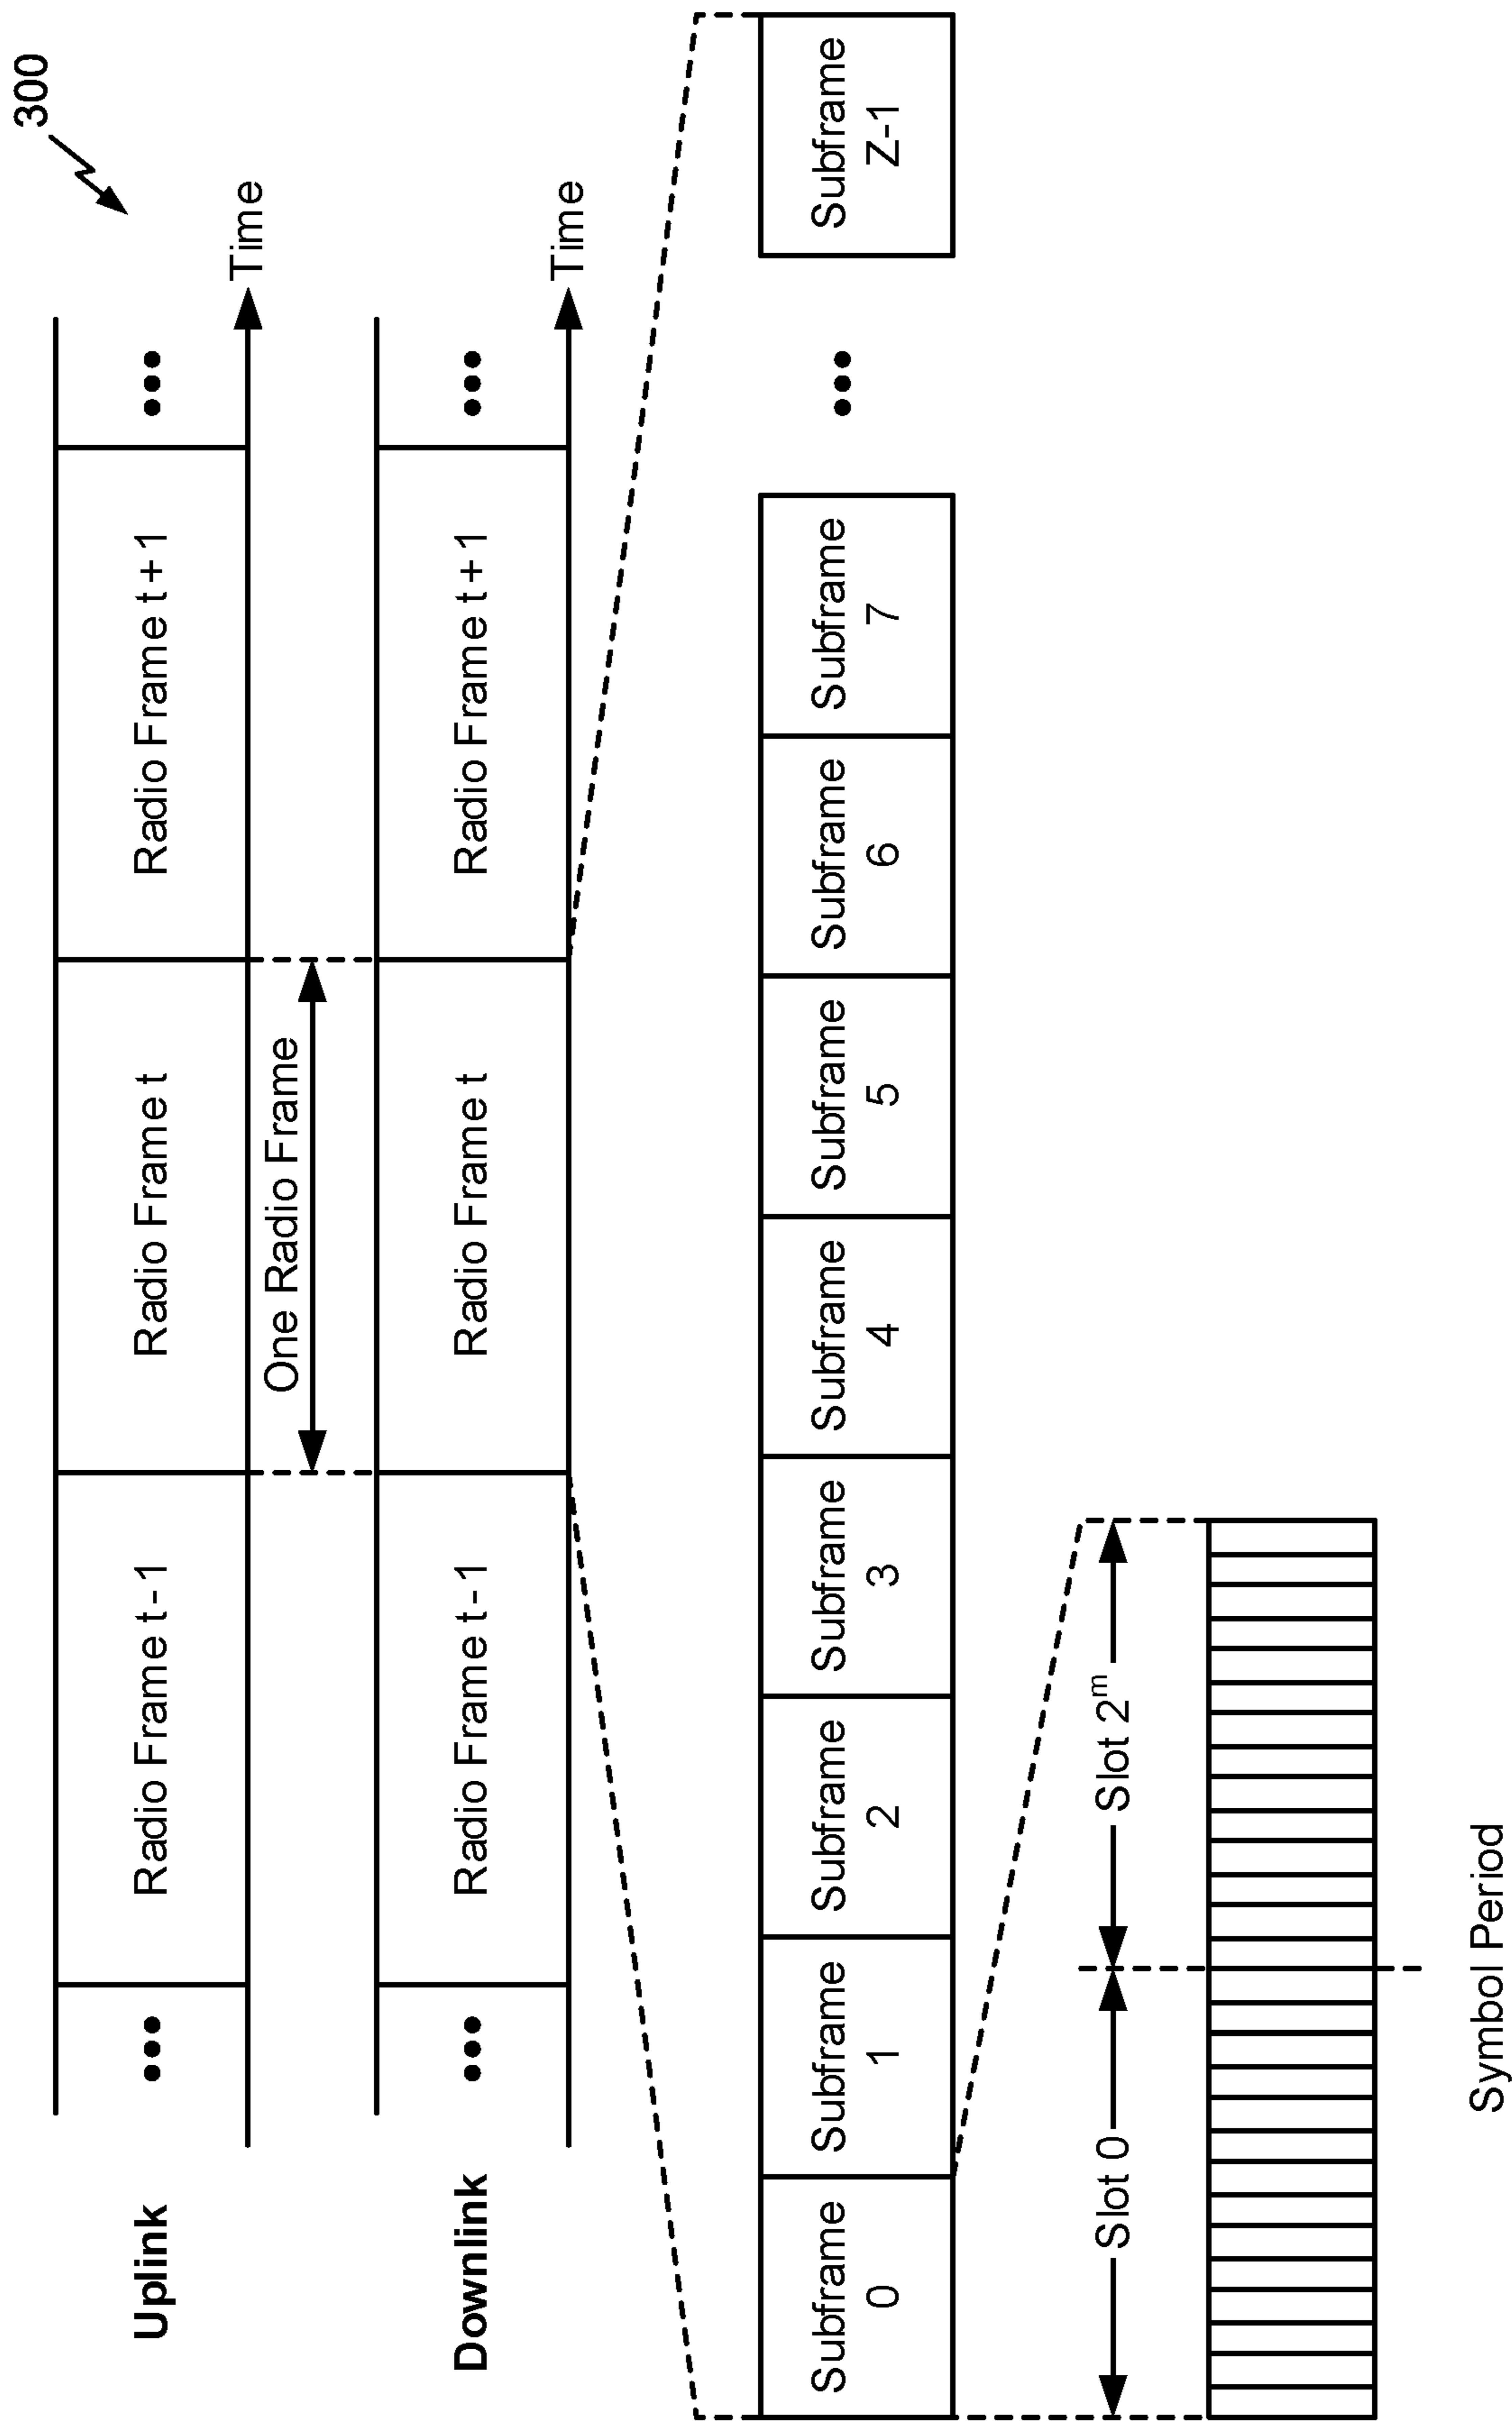 300
Uplink
•••
Radio Frame t-1
Radio Frame t
Radio Frame t+1
•••
Time
One Radio Frame
Downlink
•••
Radio Frame t-1
Radio Frame t
Radio Frame t+1
•••
Time
Subframe
0
Subframe
1
Subframe
2
Subframe
3
Subframe
4
Subframe
5
Subframe
6
Subframe
7
•••
Subframe
Z-1
Slot 0
Slot 2ᵐ
Symbol Period